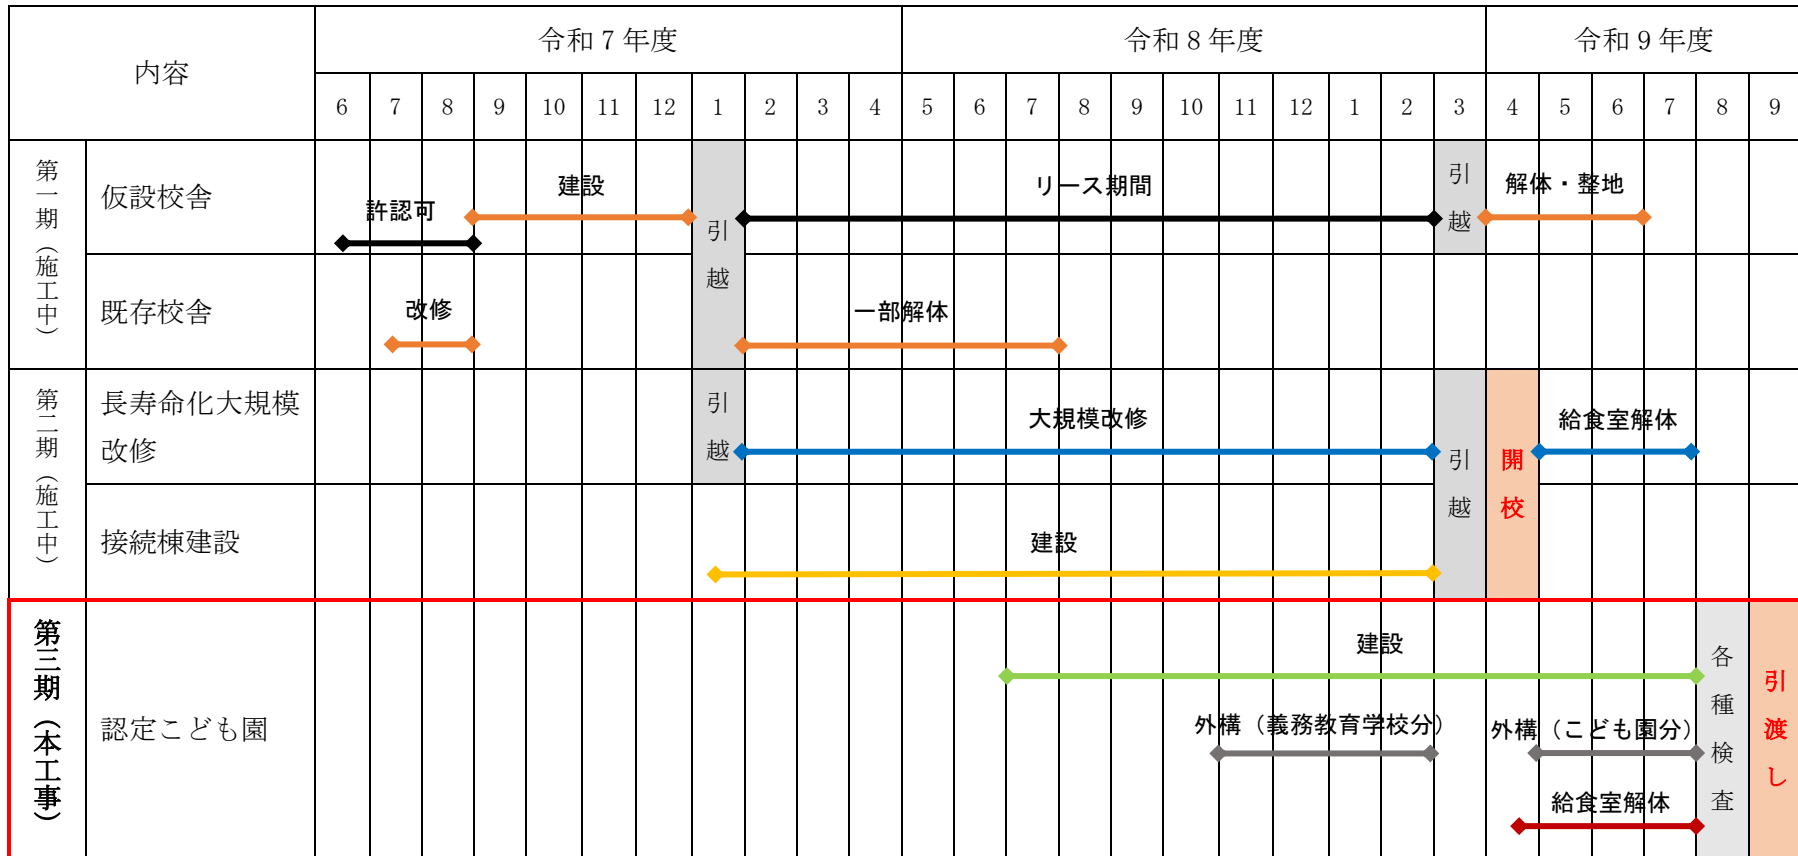 内容
令和7年度
令和8年度
令和9年度
6 7 8 9 10 11 12 1 2 3 4 5 6 7 8 9 10 11 12 1 2 3 4 5 6 7 8 9
第一期（施工中）
仮設校舎
許認可
建設
引越
リース期間
引越
解体・整地
既存校舎
改修
一部解体
第二期（施工中）
長寿命化大規模
改修
引越
大規模改修
引越
開校
給食室解体
接続棟建設
建設
第三期（本工事）
認定こども園
建設
外構（義務教育学校分）
外構（こども園分）
給食室解体
各種検査
引渡し